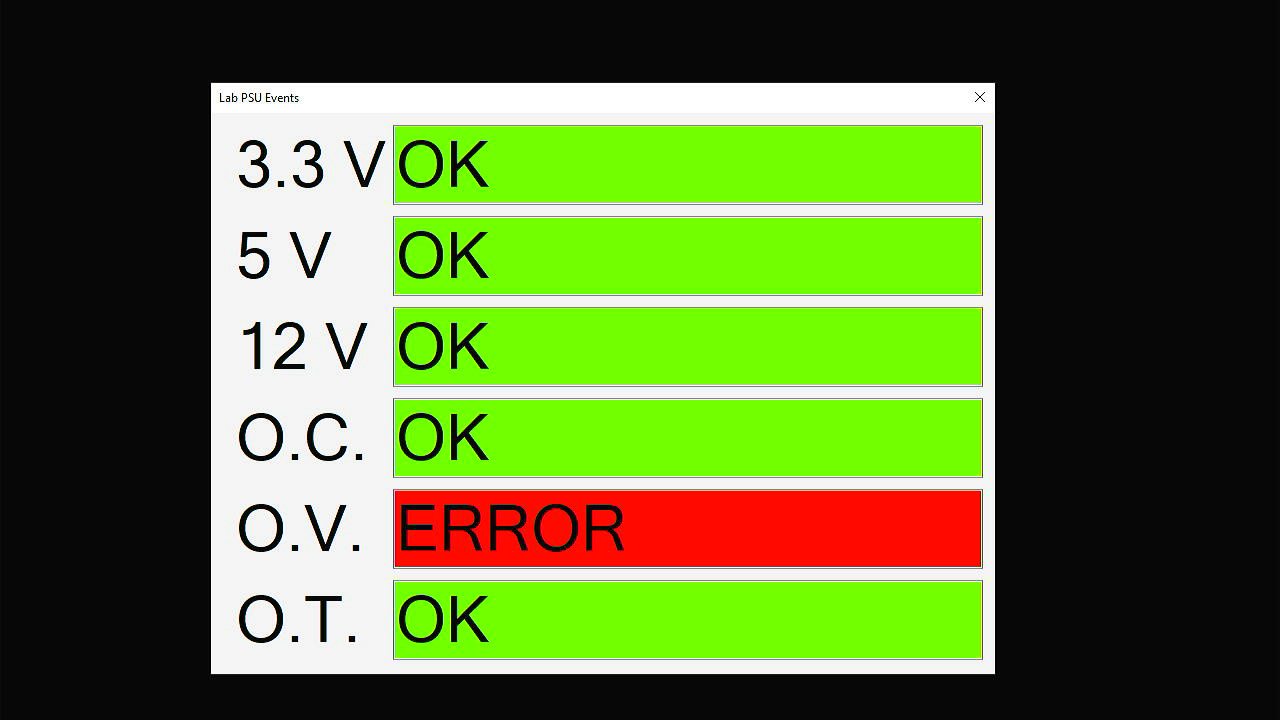 Lab PSU Events
3.3 V OK
5 V OK
12 V OK
O.C. OK
O.V. ERROR
O.T. OK